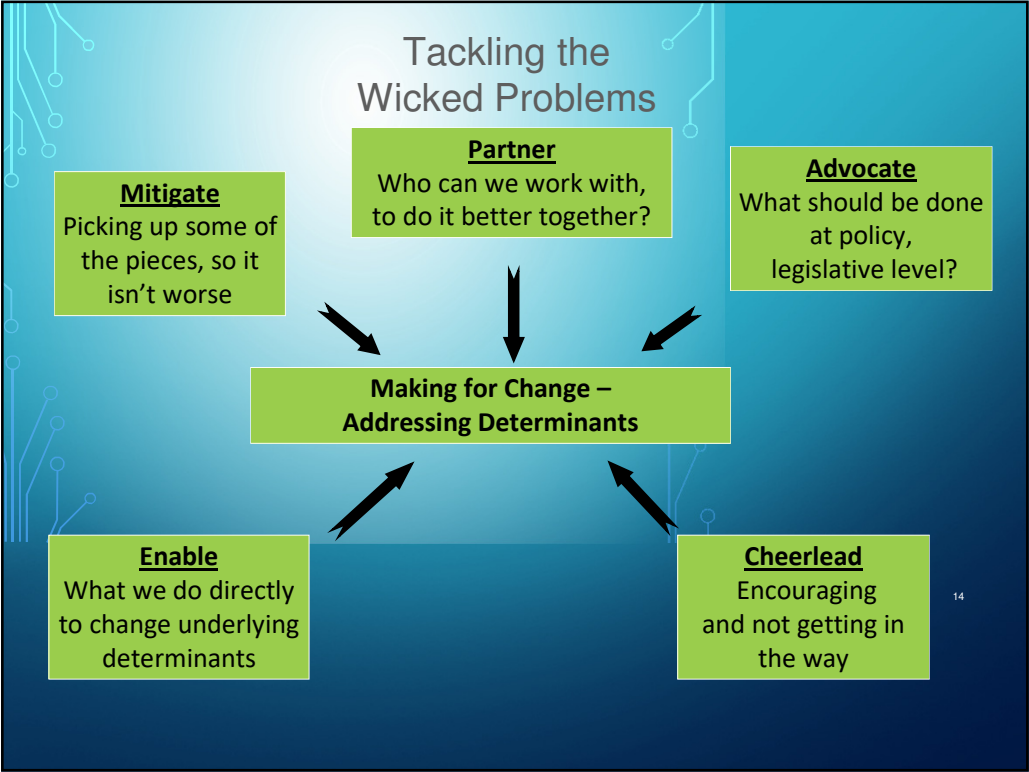 Tackling the
Wicked Problems
Mitigate
Picking up some of
the pieces, so it
isn’t worse
Partner
Who can we work with,
to do it better together?
Advocate
What should be done
at policy,
legislative level?
Making for Change –
Addressing Determinants
Enable
What we do directly
to change underlying
determinants
Cheerlead
Encouraging
and not getting in
the way
14